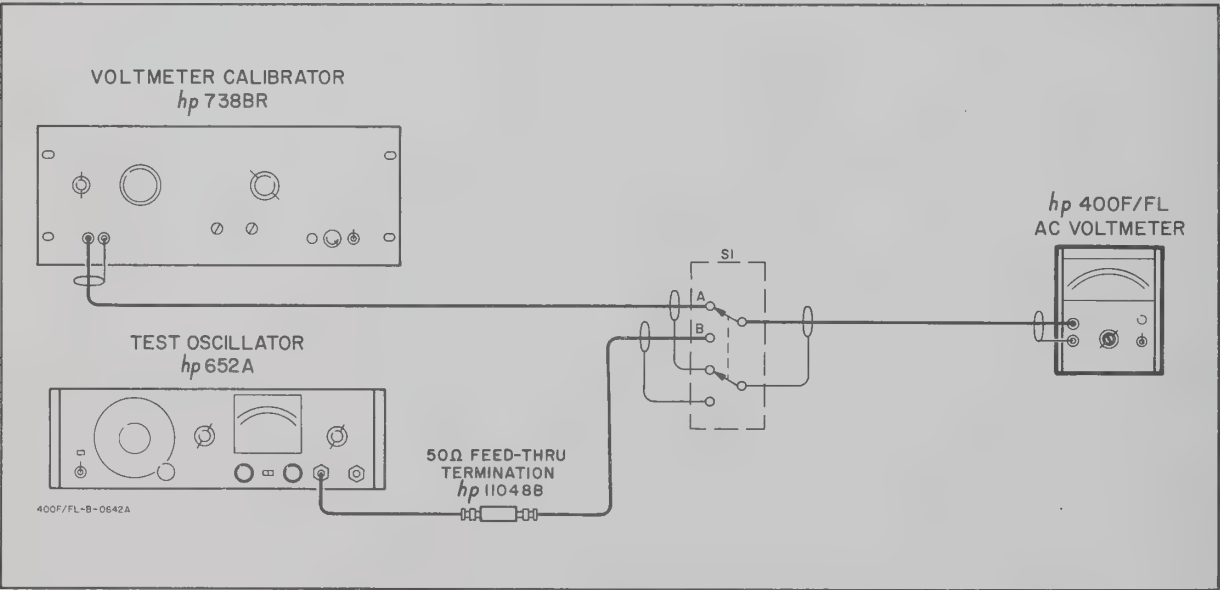 VOLTMETER CALIBRATOR
hp 738BR
hp 400F/FL
AC VOLTMETER
S1
A
B
TEST OSCILLATOR
hp 652A
50Ω FEED-THRU
TERMINATION
hp 11048B
400F/FL-B-0642A